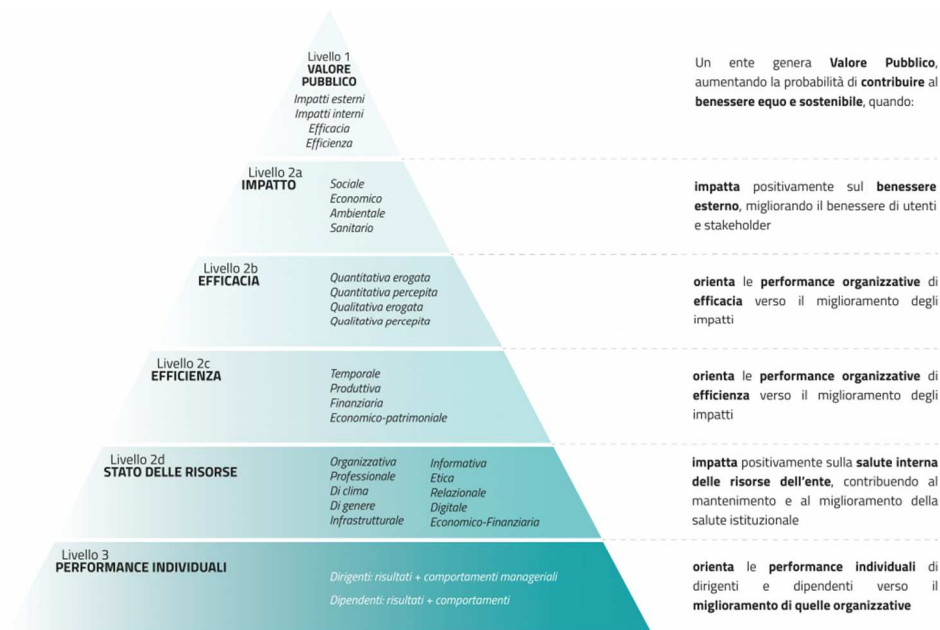 Livello 1
VALORE
PUBBLICO
Impatti esterni
Impatti interni
Efficacia
Efficienza
Un ente genera Valore Pubblico,
aumentando la probabilità di contribuire al
benessere equo e sostenibile, quando:
Livello 2a
IMPATTO
Sociale
Economico
Ambientale
Sanitario
impatta positivamente sul benessere
esterno, migliorando il benessere di utenti
e stakeholder
Livello 2b
EFFICACIA
Quantitativa erogata
Quantitativa percepita
Qualitativa erogata
Qualitativa percepita
orienta le performance organizzative di
efficacia verso il miglioramento degli
impatti
Livello 2c
EFFICIENZA
Temporale
Produttiva
Finanziaria
Economico-patrimoniale
orienta le performance organizzative di
efficienza verso il miglioramento degli
impatti
Livello 2d
STATO DELLE RISORSE
Organizzativa
Professionale
Di clima
Di genere
Infrastrutturale
Informativa
Etica
Relazionale
Digitale
Economico-Finanziaria
impatta positivamente sulla salute interna
delle risorse dell'ente, contribuendo al
mantenimento e al miglioramento della
salute istituzionale
Livello 3
PERFORMANCE INDIVIDUALI
Dirigenti: risultati + comportamenti manageriali
Dipendenti: risultati + comportamenti
orienta le performance individuali di
dirigenti e dipendenti verso il
miglioramento di quelle organizzative